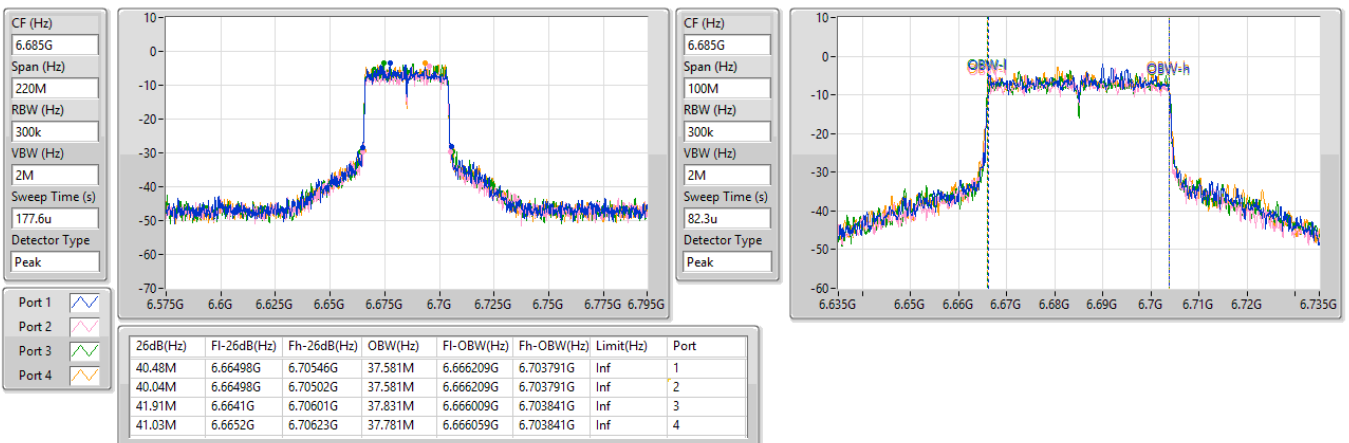 CF (Hz)
6.685G
Span (Hz)
220M
RBW (Hz)
300k
VBW (Hz)
2M
Sweep Time (s)
177.6u
Detector Type
Peak
10
0
-10
-20
-30
-40
-50
-60
-70
6.575G 6.6G 6.625G 6.65G 6.675G 6.7G 6.725G 6.75G 6.775G 6.795G
CF (Hz)
6.685G
Span (Hz)
100M
RBW (Hz)
300k
VBW (Hz)
2M
Sweep Time (s)
82.3u
Detector Type
Peak
10
0
-10
-20
-30
-40
-50
-60
OBW-l OBW-h
6.635G 6.65G 6.66G 6.67G 6.68G 6.69G 6.7G 6.71G 6.72G 6.735G
Port 1
Port 2
Port 3
Port 4
26dB(Hz) Fl-26dB(Hz) Fh-26dB(Hz) OBW(Hz) Fl-OBW(Hz) Fh-OBW(Hz) Limit(Hz) Port
40.48M 6.66498G 6.70546G 37.581M 6.666209G 6.703791G Inf 1
40.04M 6.66498G 6.70502G 37.581M 6.666209G 6.703791G Inf 2
41.91M 6.6641G 6.70601G 37.831M 6.666009G 6.703841G Inf 3
41.03M 6.6652G 6.70623G 37.781M 6.666059G 6.703841G Inf 4